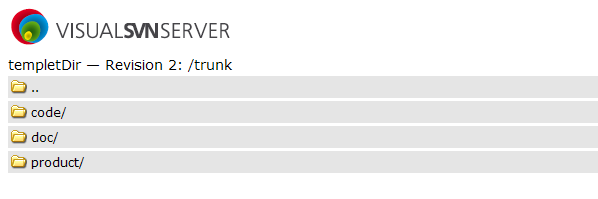 VISUALSVNSERVER
templetDir — Revision 2: /trunk
..
code/
doc/
product/